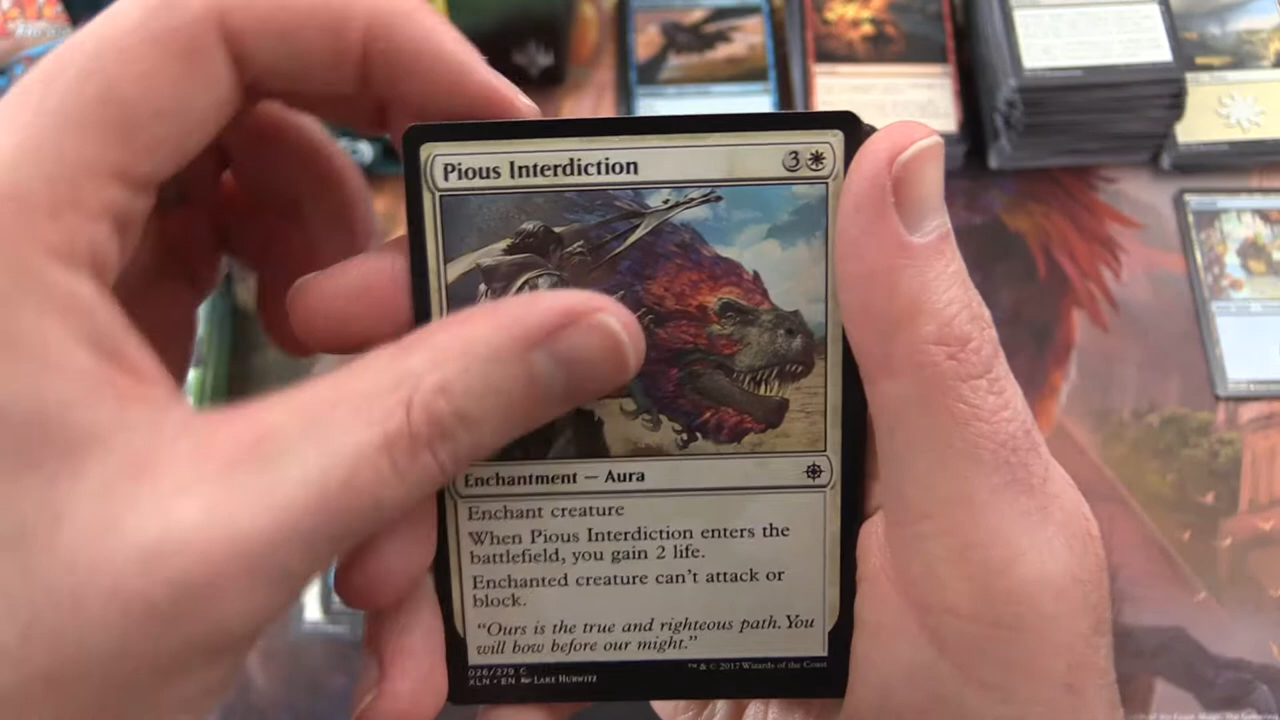 Pious Interdiction 3
Enchantment — Aura
Enchant creature
When Pious Interdiction enters the
battlefield, you gain 2 life.
Enchanted creature can't attack or
block.
“Ours is the true and righteous path. You
will bow before our might.”
026/279 C
XLN • EN LAKE HURWITZ
™ & © 2017 Wizards of the Coast